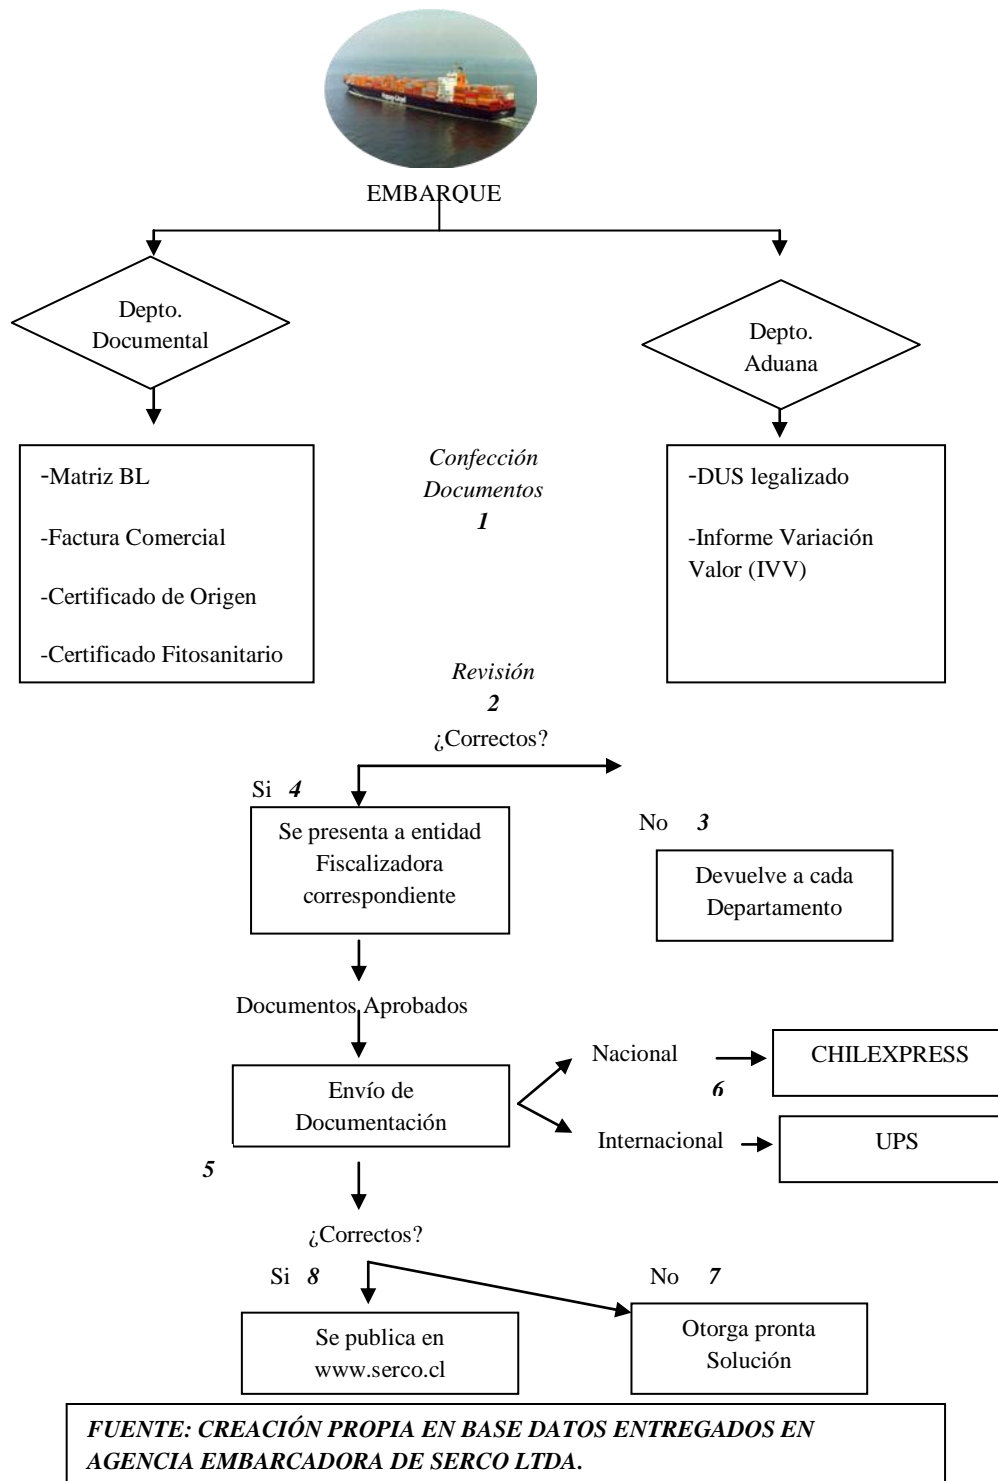 EMBARQUE
Depto.
Documental
Depto.
Aduana
-Matriz BL
-Factura Comercial
-Certificado de Origen
-Certificado Fitosanitario
Confección
Documentos
1
-DUS legalizado
-Informe Variación
Valor (IVV)
Revisión
2
¿Correctos?
Si 4
No 3
Se presenta a entidad
Fiscalizadora
correspondiente
Devuelve a cada
Departamento
Documentos Aprobados
Envío de
Documentación
5
Nacional
6
CHILEXPRESS
Internacional
UPS
¿Correctos?
Si 8
No 7
Se publica en
www.serco.cl
Otorga pronta
Solución
FUENTE: CREACIÓN PROPIA EN BASE DATOS ENTREGADOS EN
AGENCIA EMBARCADORA DE SERCO LTDA.